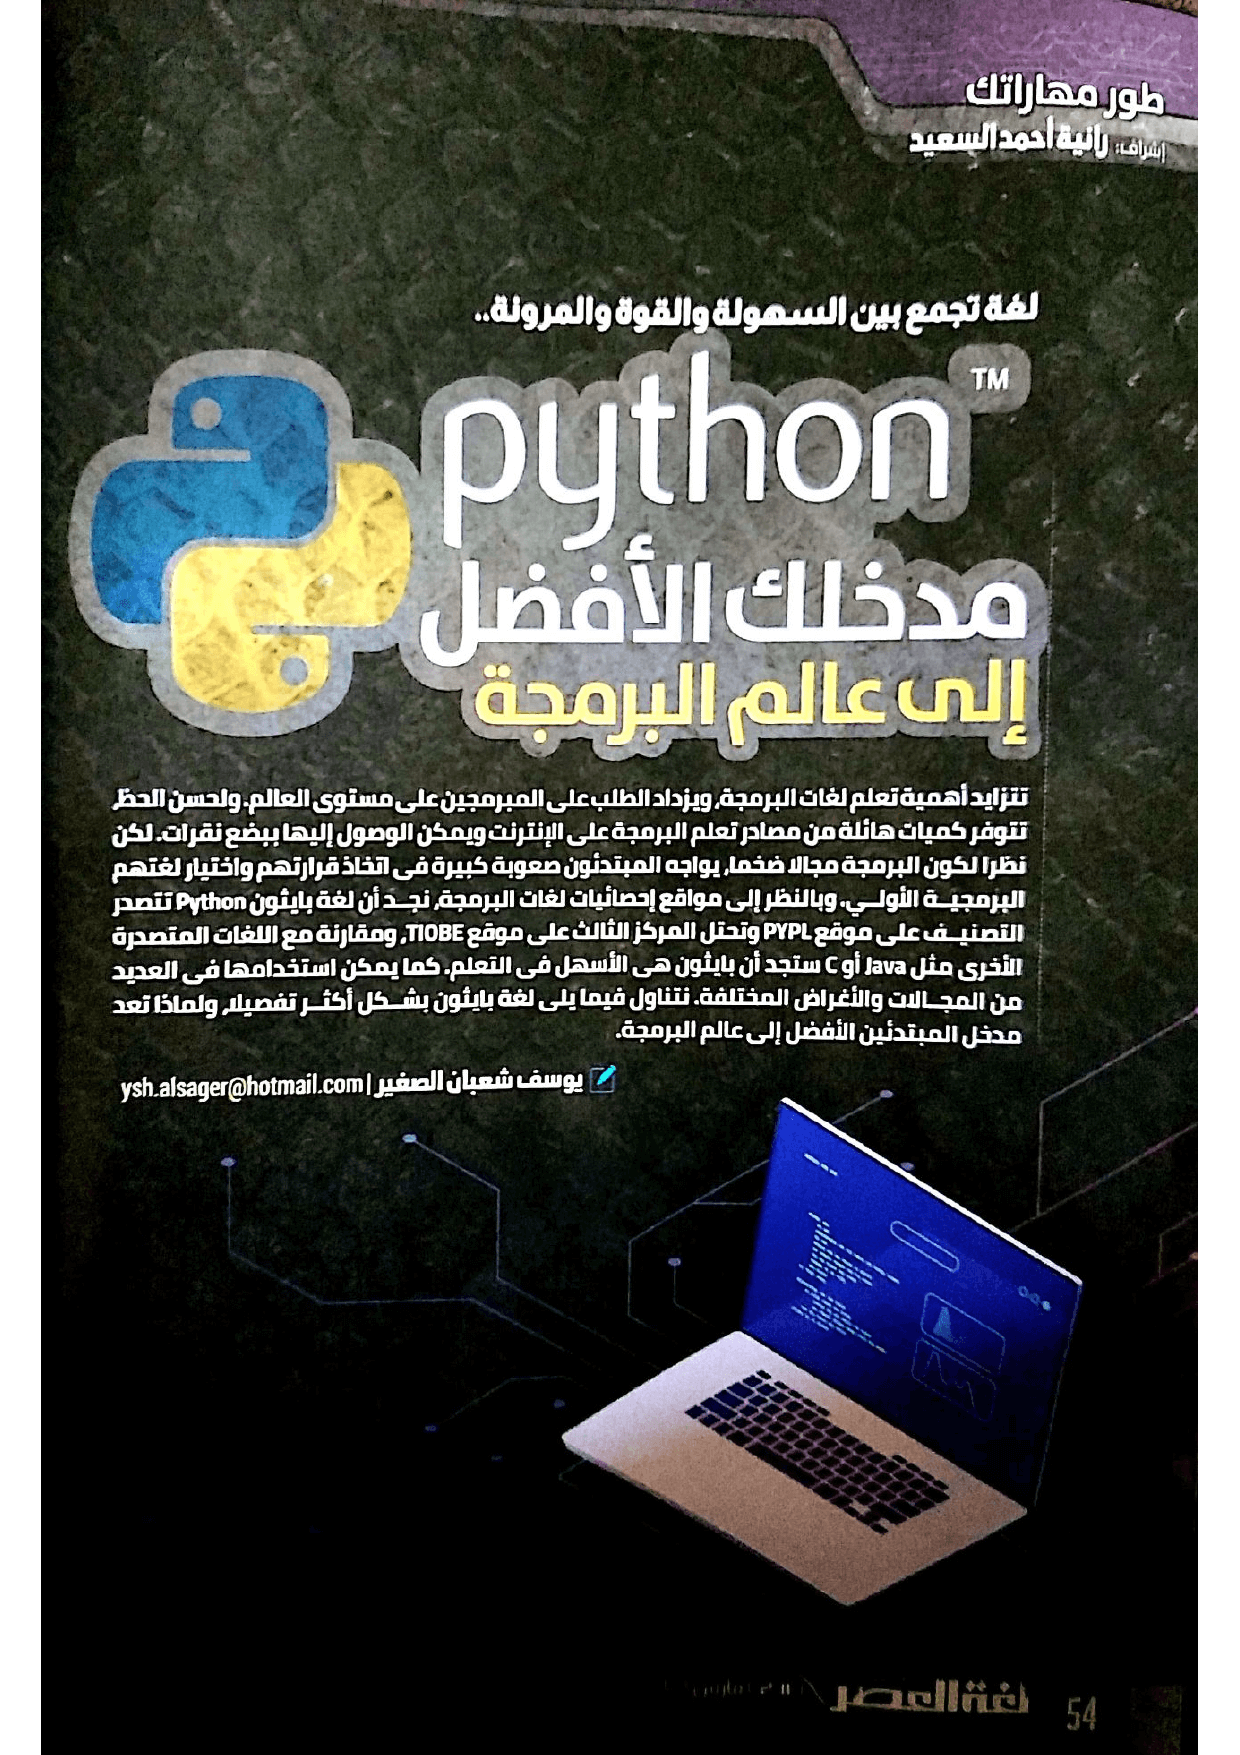 طور مهاراتك
إشراف: رانية أحمد السعيد
لغة تجمع بين السهولة والقوة والمرونة..
python™
مدخلك الأفضل
إلى عالم البرمجة
تتزايد أهمية تعلم لغات البرمجة، ويزداد الطلب على المبرمجين على مستوى العالم. ولحسن الحظ،
تتوفر كميات هائلة من مصادر تعلم البرمجة على الإنترنت ويمكن الوصول إليها ببضع نقرات. لكن
نظرا لكون البرمجة مجالا ضخما، يواجه المبتدئون صعوبة كبيرة فى اتخاذ قرارتهم واختيار لغتهم
البرمجيــة الأولــي. وبالنظر إلى مواقع إحصائيات لغات البرمجة، نجــد أن لغة بايثون Python تتصدر
التصنيــف على موقع PYPL وتحتل المركز الثالث على موقع TIOBE، ومقارنة مع اللغات المتصدرة
الأخرى مثل Java أو C ستجد أن بايثون هى الأسهل فى التعلم. كما يمكن استخدامها فى العديد
من المجــالات والأغراض المختلفة. نتناول فيما يلى لغة بايثون بشــكل أكثــر تفصيلا، ولماذا تعد
مدخل المبتدئين الأفضل إلى عالم البرمجة.
يوسف شعبان الصغير | ysh.alsager@hotmail.com
54 لغة العصر